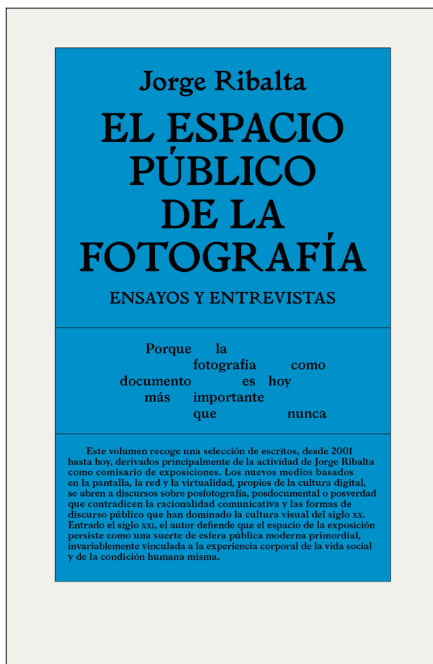 Jorge Ribalta
EL ESPACIO
PÚBLICO
DE LA
FOTOGRAFÍA
ENSAYOS Y ENTREVISTAS
Porque la
fotografía como
documento es hoy
más importante
que nunca
Este volumen recoge una selección de escritos, desde 2001
hasta hoy, derivados principalmente de la actividad de Jorge Ribalta
como comisario de exposiciones. Los nuevos medios basados
en la pantalla, la red y la virtualidad, propios de la cultura digital,
se abren a discursos sobre posfotografía, posdocumental o posverdad
que contradicen la racionalidad comunicativa y las formas de
discurso público que han dominado la cultura visual del siglo XX.
Entrado el siglo XXI, el autor defiende que el espacio de la exposición
persiste como una suerte de esfera pública moderna primordial,
invariablemente vinculada a la experiencia corporal de la vida social
y de la condición humana misma.